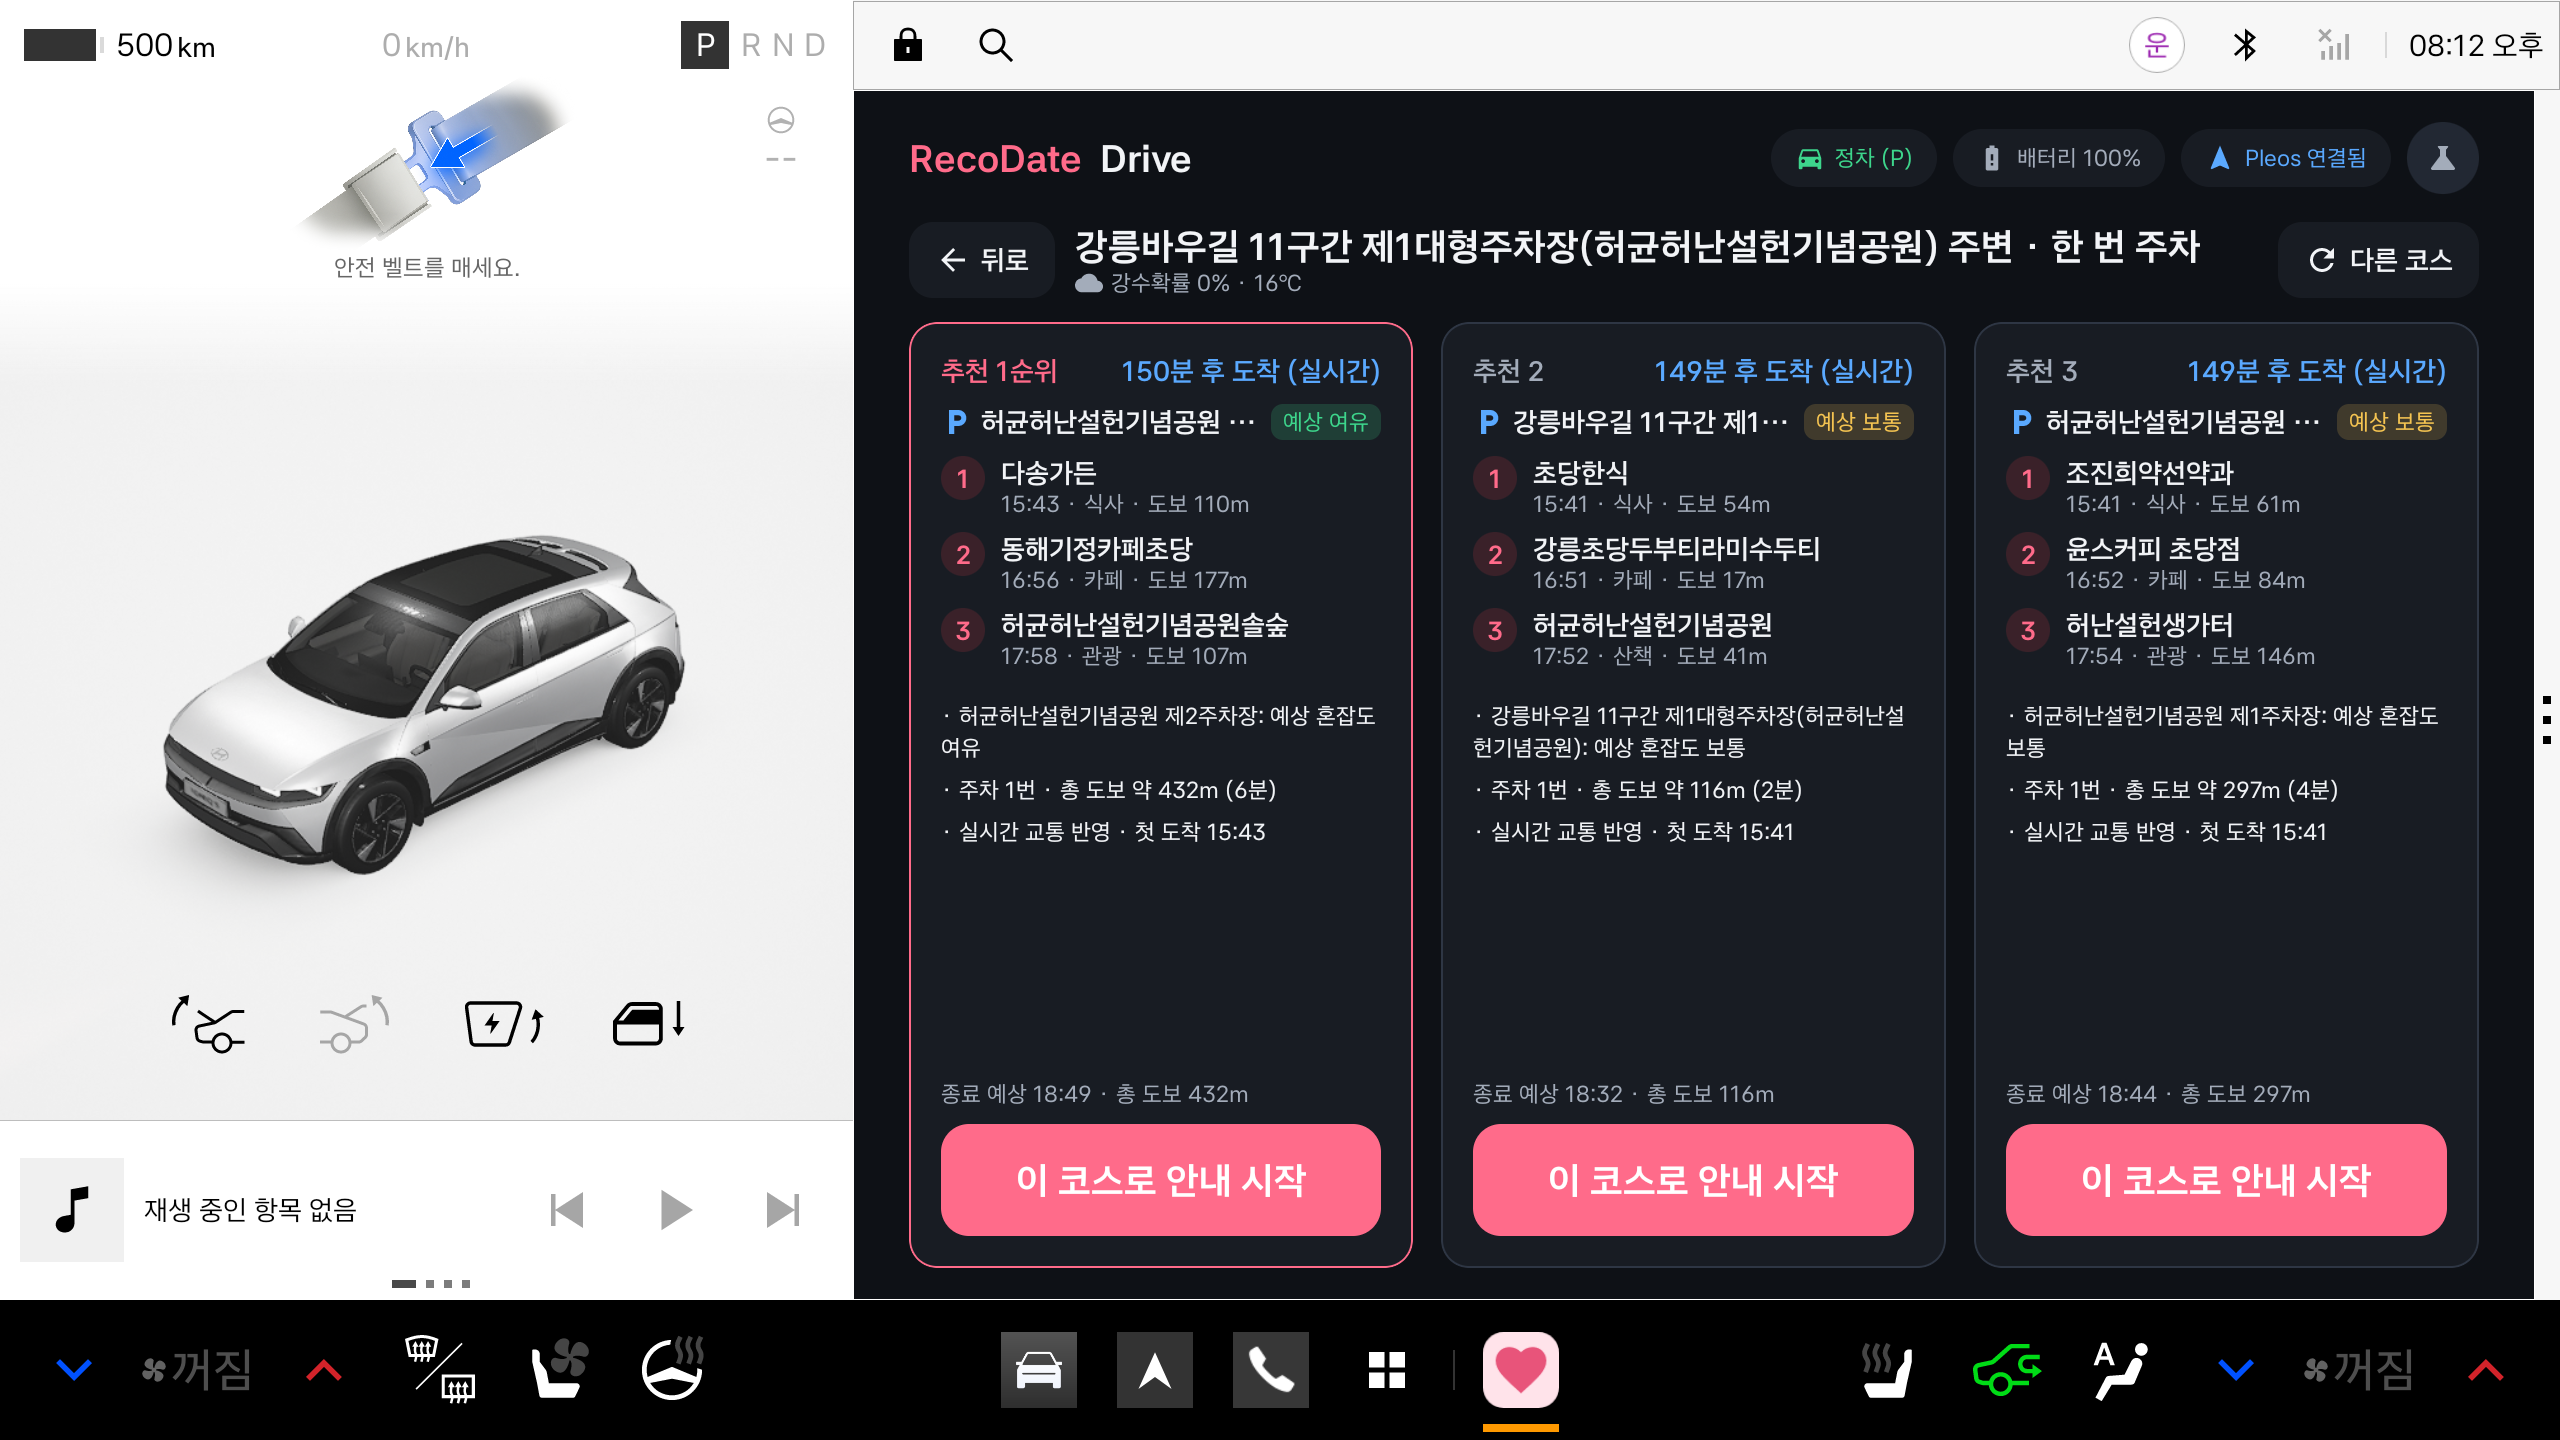 500 km
0 km/h
P R N D
안전 벨트를 매세요.
재생 중인 항목 없음
운
08:12 오후
RecoDate Drive
정차 (P)
배터리 100%
Pleos 연결됨
뒤로
강릉바우길 11구간 제1대형주차장(허균허난설헌기념공원) 주변 · 한 번 주차
강수확률 0% · 16°C
다른 코스
추천 1순위 150분 후 도착 (실시간)
P 허균허난설헌기념공원 ··· 예상 여유
1 다송가든
15:43 · 식사 · 도보 110m
2 동해기정카페초당
16:56 · 카페 · 도보 177m
3 허균허난설헌기념공원솔숲
17:58 · 관광 · 도보 107m
· 허균허난설헌기념공원 제2주차장: 예상 혼잡도
여유
· 주차 1번 · 총 도보 약 432m (6분)
· 실시간 교통 반영 · 첫 도착 15:43
종료 예상 18:49 · 총 도보 432m
이 코스로 안내 시작
추천 2 149분 후 도착 (실시간)
P 강릉바우길 11구간 제1··· 예상 보통
1 초당한식
15:41 · 식사 · 도보 54m
2 강릉초당두부티라미수두티
16:51 · 카페 · 도보 17m
3 허균허난설헌기념공원
17:52 · 산책 · 도보 41m
· 강릉바우길 11구간 제1대형주차장(허균허난설
헌기념공원): 예상 혼잡도 보통
· 주차 1번 · 총 도보 약 116m (2분)
· 실시간 교통 반영 · 첫 도착 15:41
종료 예상 18:32 · 총 도보 116m
이 코스로 안내 시작
추천 3 149분 후 도착 (실시간)
P 허균허난설헌기념공원 ··· 예상 보통
1 조진희약선약과
15:41 · 식사 · 도보 61m
2 윤스커피 초당점
16:52 · 카페 · 도보 84m
3 허난설헌생가터
17:54 · 관광 · 도보 146m
· 허균허난설헌기념공원 제1주차장: 예상 혼잡도
보통
· 주차 1번 · 총 도보 약 297m (4분)
· 실시간 교통 반영 · 첫 도착 15:41
종료 예상 18:44 · 총 도보 297m
이 코스로 안내 시작
꺼짐
A
꺼짐